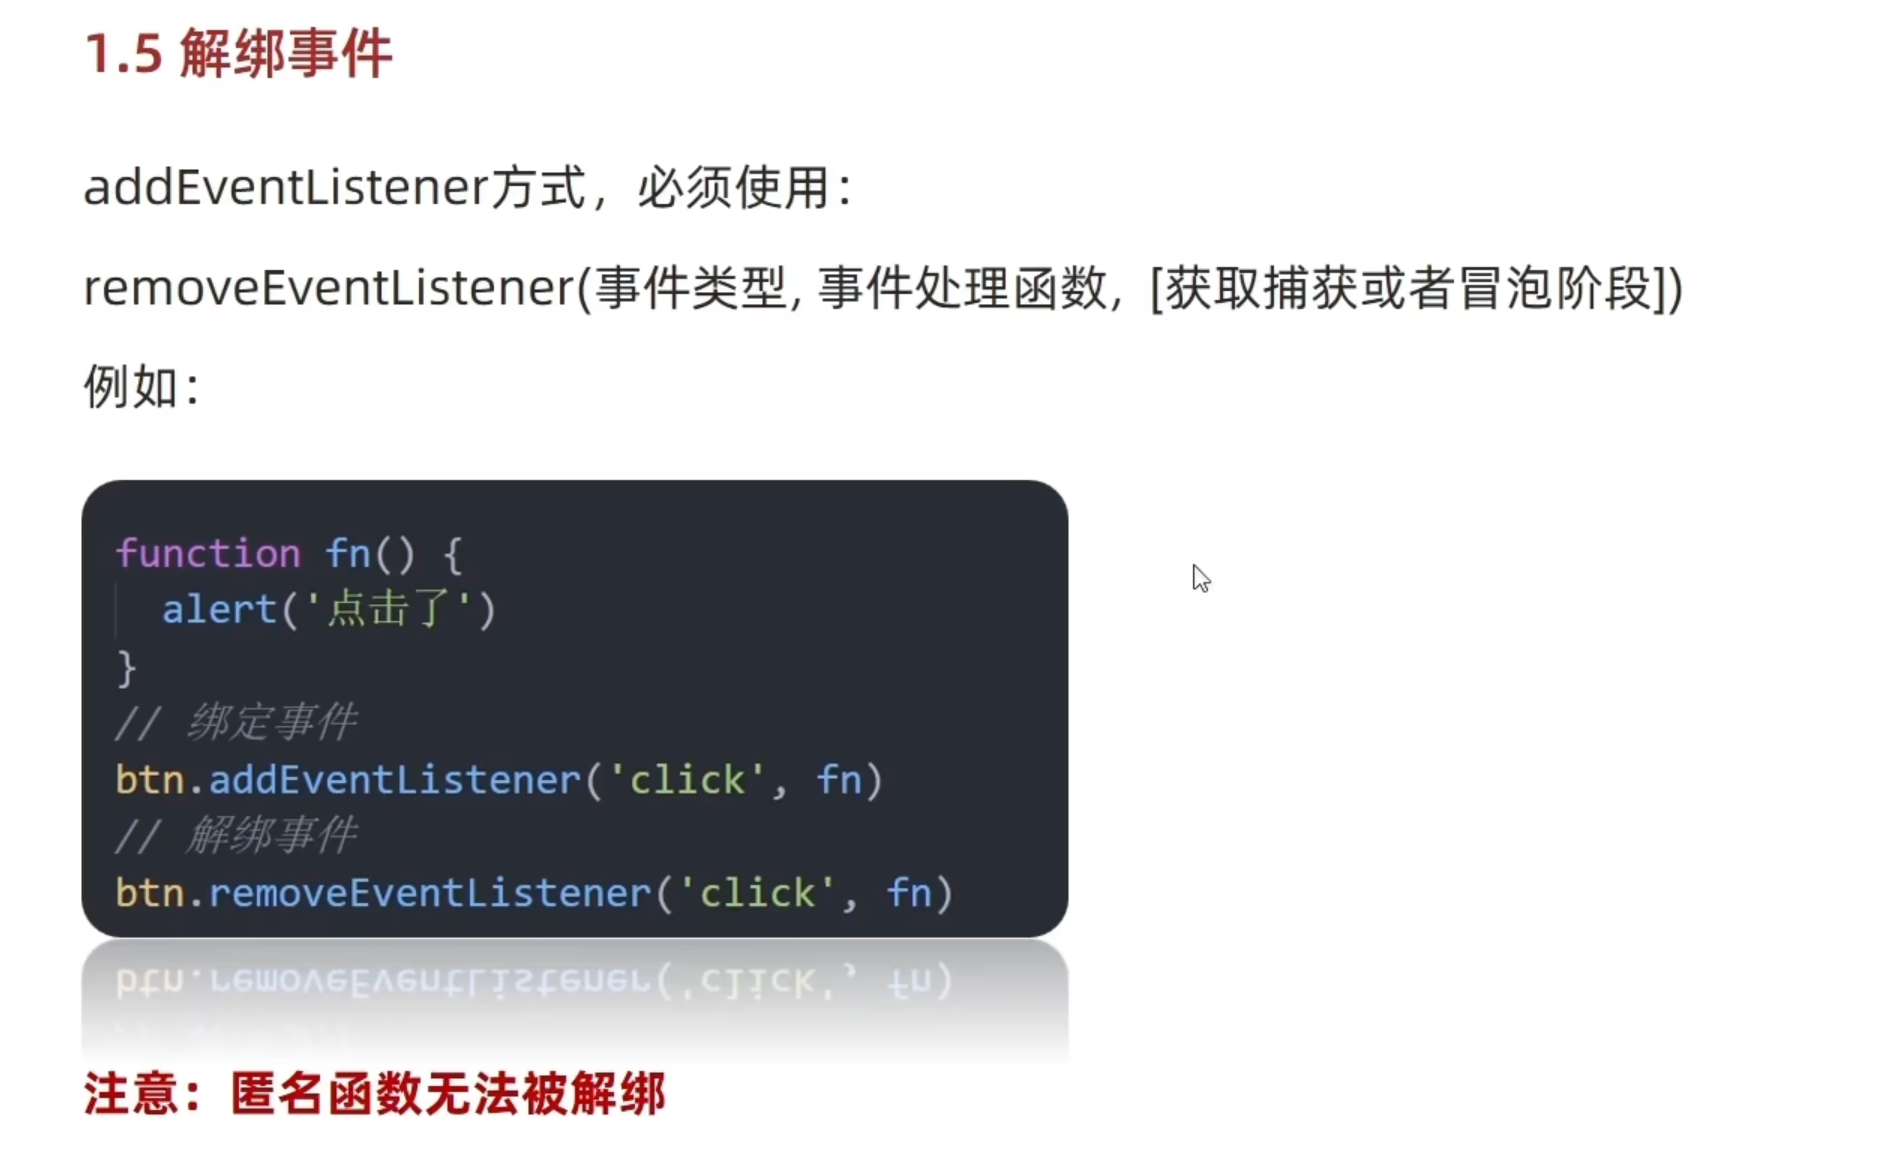 1.5 解绑事件
addEventListener方式，必须使用：
removeEventListener(事件类型, 事件处理函数，[获取捕获或者冒泡阶段])
例如：
function fn() {
  alert('点击了')
}
// 绑定事件
btn.addEventListener('click', fn)
// 解绑事件
btn.removeEventListener('click', fn)
注意：匿名函数无法被解绑